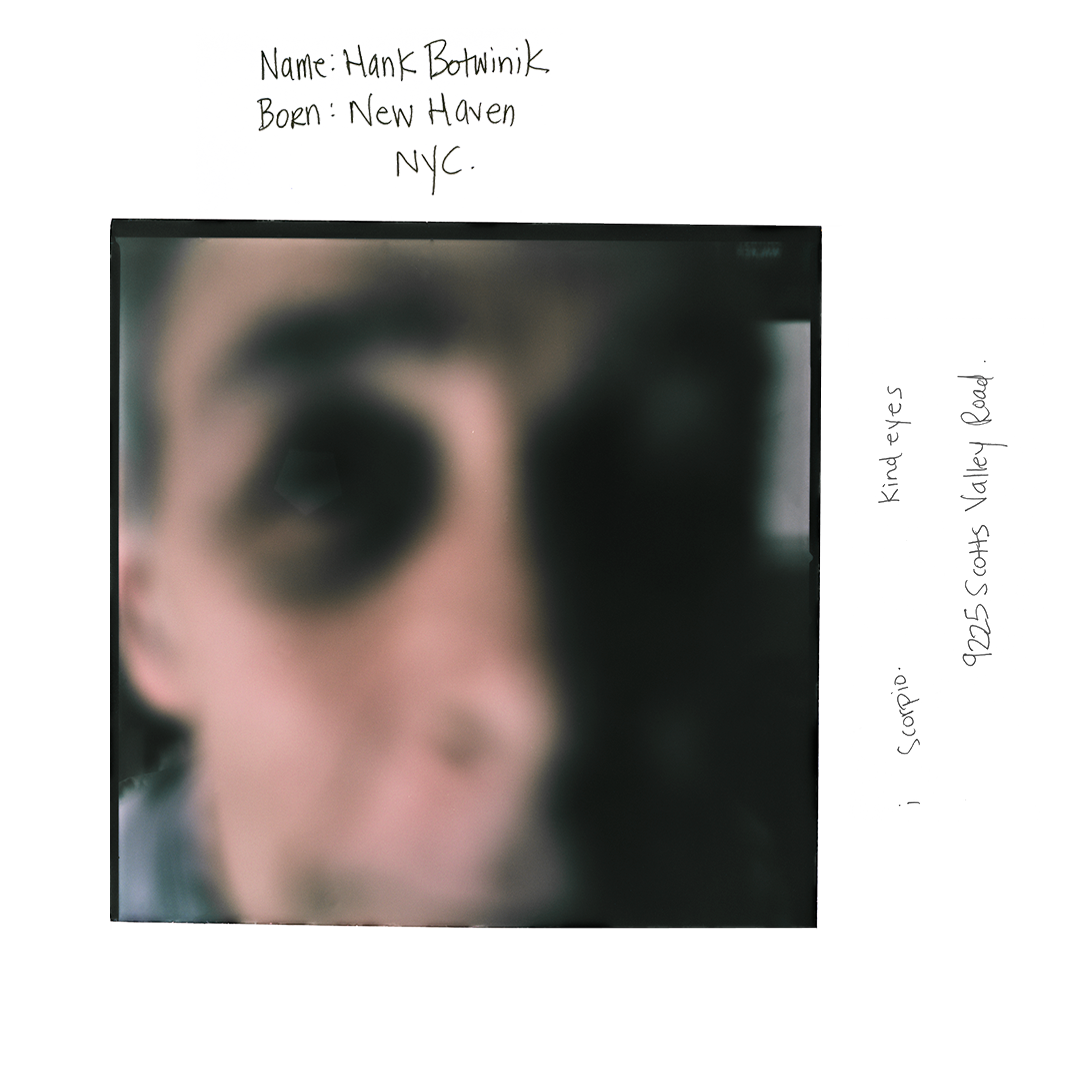 Name: Hank Botwinik
Born: New Haven
NYC.
Kind eyes
9225 Scotts Valley Road.
Scorpio.